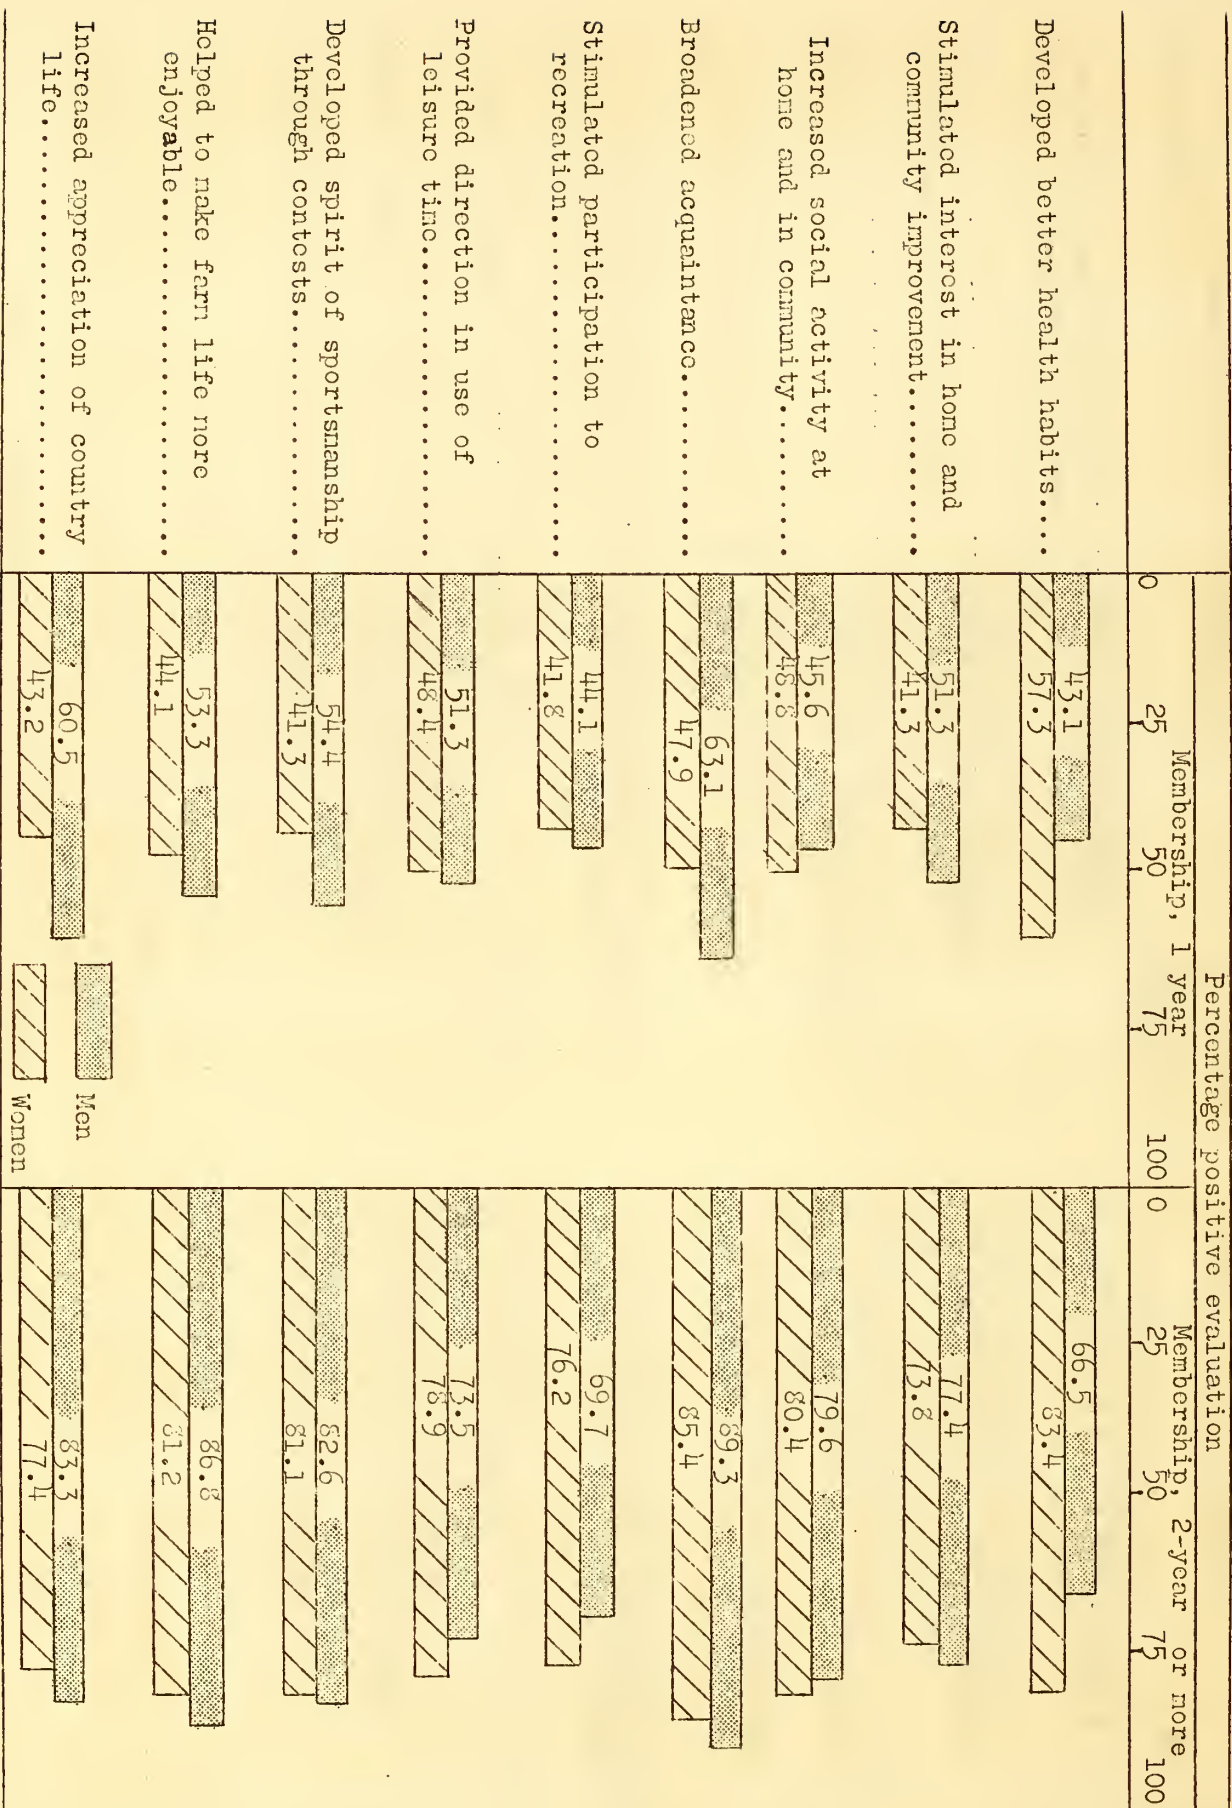 Percentage positive evaluation
Membership, 1 year
Membership, 2-year or more
0 25 50 75 100
0 25 50 75 100
Developed better health habits....
43.1
57.3
66.5
83.4
Stimulated interest in home and
community improvement..........
51.3
41.3
77.4
73.8
Increased social activity at
home and in community.........
45.6
48.8
79.6
80.4
Broadened acquaintance..........
63.1
47.9
89.3
85.4
Stimulated participation to
recreation....................
44.1
41.8
69.7
76.2
Provided direction in use of
leisure time..................
51.3
48.4
73.5
78.9
Developed spirit of sportsmanship
through contests...............
54.4
41.3
82.6
81.1
Helped to make farm life more
enjoyable......................
53.3
44.1
86.8
81.2
Increased appreciation of country
life...........................
60.5
43.2
83.3
77.4
Men
Women